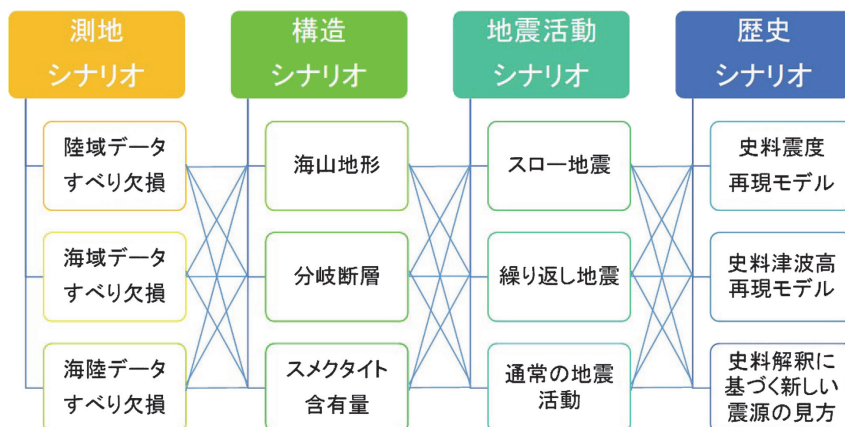 測地
シナリオ
陸域データ
すべり欠損
海域データ
すべり欠損
海陸データ
すべり欠損
構造
シナリオ
海山地形
分岐断層
スメクタイト
含有量
地震活動
シナリオ
スロー地震
繰り返し地震
通常の地震
活動
歴史
シナリオ
史料震度
再現モデル
史料津波高
再現モデル
史料解釈に
基づく新しい
震源の見方